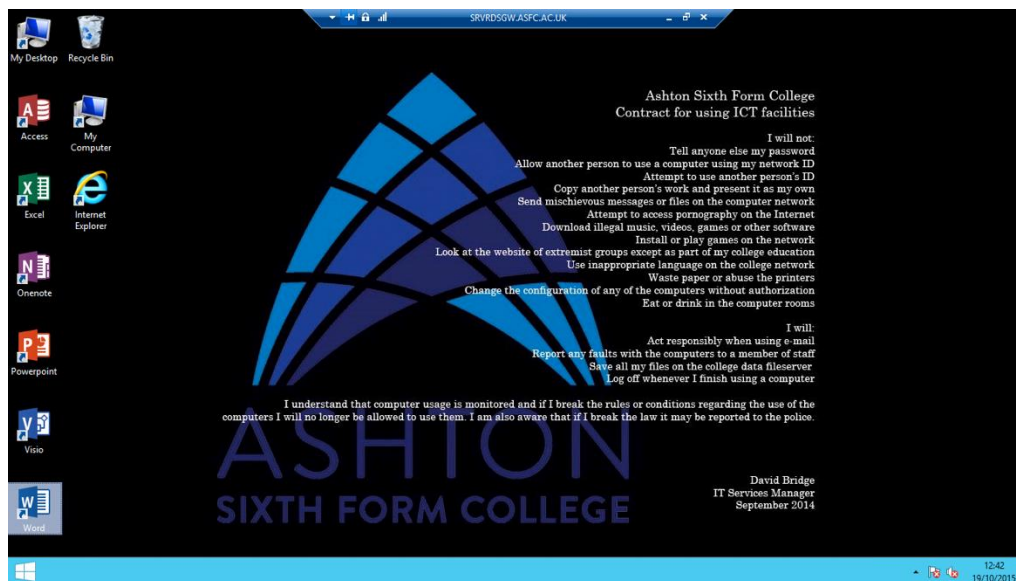 SRVRDSGW.ASFC.AC.UK
My Desktop
Recycle Bin
Access
My Computer
Excel
Internet Explorer
Onenote
Powerpoint
Visio
Word
Ashton Sixth Form College
Contract for using ICT facilities
I will not:
Tell anyone else my password
Allow another person to use a computer using my network ID
Attempt to use another person's ID
Copy another person's work and present it as my own
Send mischievous messages or files on the computer network
Attempt to access pornography on the Internet
Download illegal music, videos, games or other software
Install or play games on the network
Look at the website of extremist groups except as part of my college education
Use inappropriate language on the college network
Waste paper or abuse the printers
Change the configuration of any of the computers without authorization
Eat or drink in the computer rooms
I will:
Act responsibly when using e-mail
Report any faults with the computers to a member of staff
Save all my files on the college data fileserver
Log off whenever I finish using a computer
I understand that computer usage is monitored and if I break the rules or conditions regarding the use of the
computers I will no longer be allowed to use them. I am also aware that if I break the law it may be reported to the police.
ASHTON
SIXTH FORM COLLEGE
David Bridge
IT Services Manager
September 2014
12:42
19/10/2015